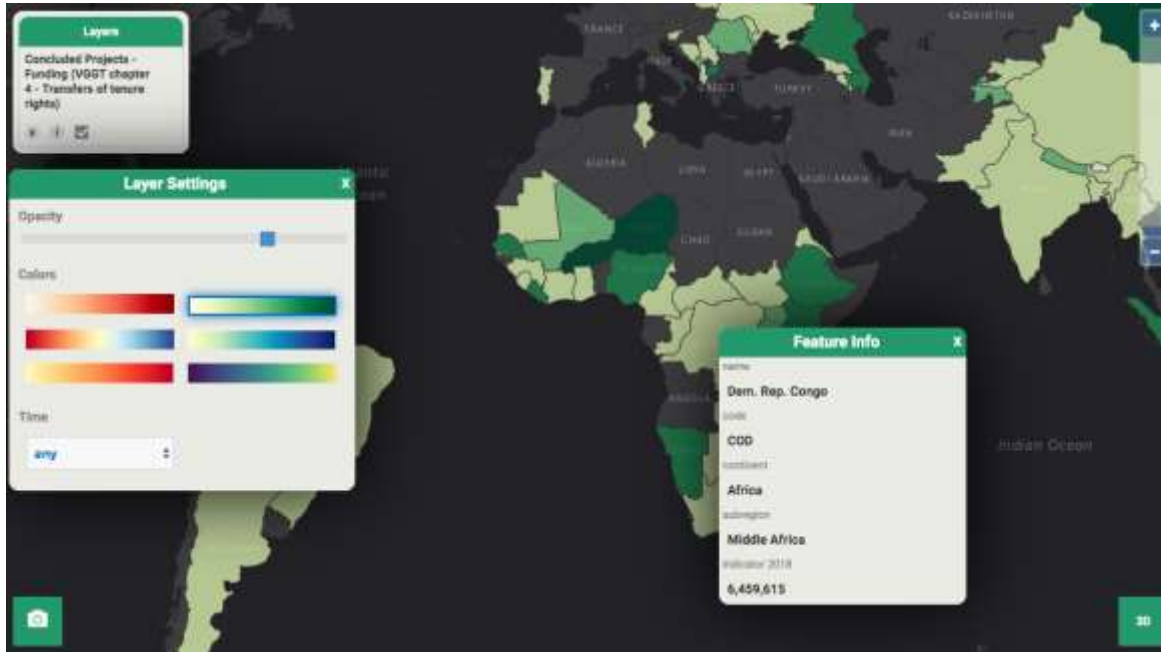 Layers
Concluded Projects -
Funding (VGGT chapter
4 - Transfers of tenure
rights)
Layer Settings
X
Opacity
Colors
Time
any
FRANCE
GREECE
TURKEY
KAZAKHSTAN
IRAN
ALGERIA
LIBYA
EGYPT
SAUDI ARABIA
CHAD
SUDAN
ANGOLA
Indian Ocean
Feature Info
X
name
Dem. Rep. Congo
code
COD
continent
Africa
subregion
Middle Africa
indicator 2018
6,459,615
+
−
3D